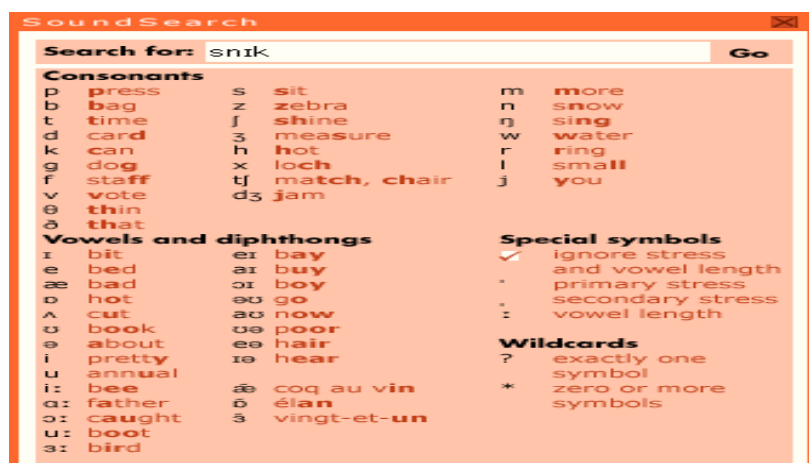 SoundSearch
Search for: snɪk Go
Consonants
p press s sit m more
b bag z zebra n snow
t time ʃ shine ŋ sing
d card ʒ measure w water
k can h hot r ring
g dog x loch l small
f staff tʃ match, chair j you
v vote dʒ jam
θ thin
ð that
Vowels and diphthongs Special symbols
ɪ bit eɪ bay ignore stress
e bed aɪ buy and vowel length
æ bad ɔɪ boy ˈ primary stress
ɒ hot əʊ go ˌ secondary stress
ʌ cut aʊ now ː vowel length
ʊ book ʊə poor
ə about eə hair Wildcards
i pretty ɪə hear ? exactly one
u annual symbol
iː bee æ̃ coq au vin * zero or more
ɑː father ɒ̃ élan symbols
ɔː caught ɜ̃ vingt-et-un
uː boot
ɜː bird